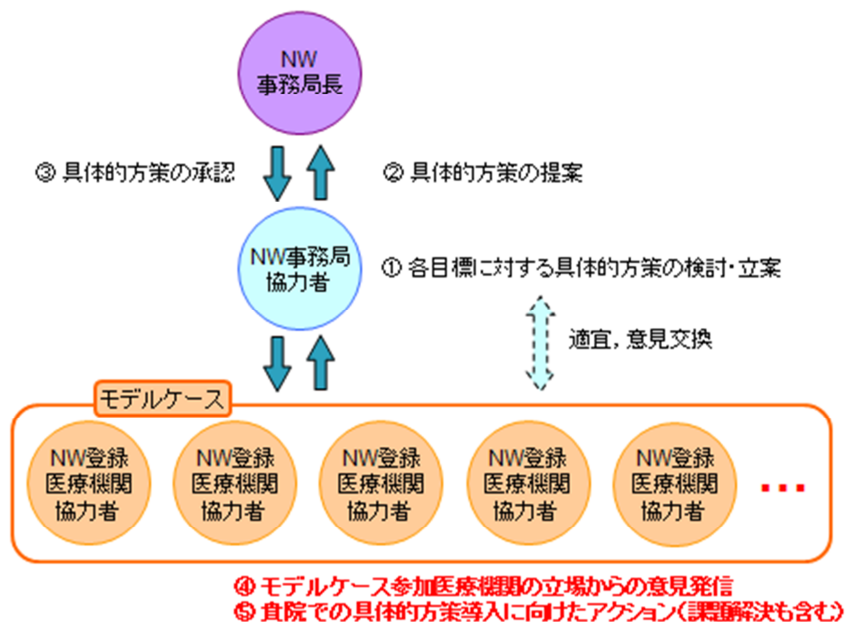 NW
事務局長
③ 具体的方策の承認
② 具体的方策の提案
NW事務局
協力者
① 各目標に対する具体的方策の検討・立案
適宜，意見交換
モデルケース
NW登録
医療機関
協力者
NW登録
医療機関
協力者
NW登録
医療機関
協力者
NW登録
医療機関
協力者
NW登録
医療機関
協力者
…
④ モデルケース参加医療機関の立場からの意見発信
⑤ 貴院での具体的方策導入に向けたアクション（課題解決も含む）